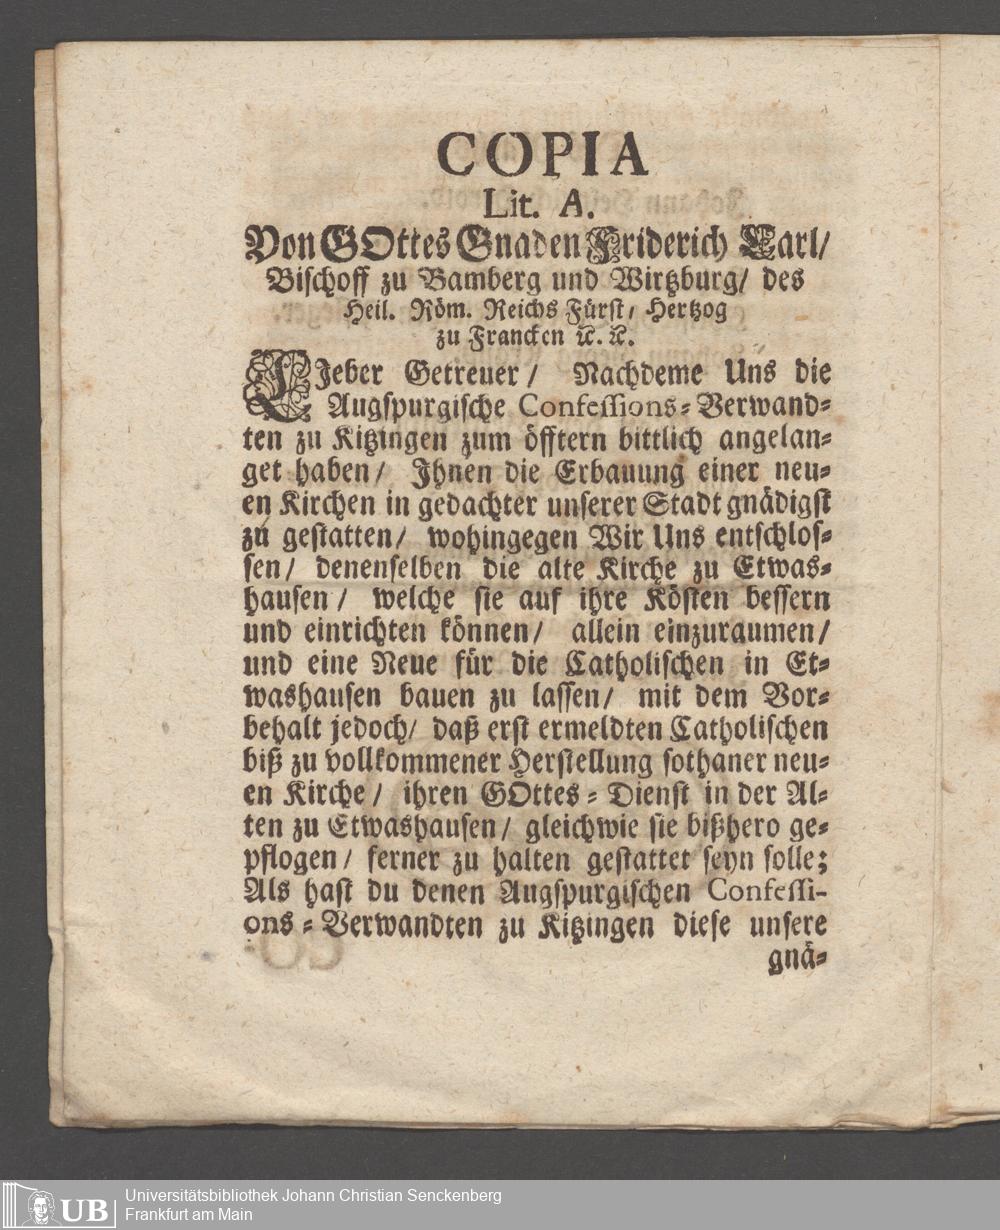 COPIA
Lit. A.
Von GOttes Gnaden Friderich Carl/
Bischoff zu Bamberg und Wirtzburg/ des
Heil. Röm. Reichs Fürst, Hertzog
zu Francken ꝛc. ꝛc.
LJeber Getreuer / Nachdeme Uns die
Augspurgische Confessions-Verwand-
ten zu Kitzingen zum öfftern bittlich angelan-
get haben/ Jhnen die Erbauung einer neu-
en Kirchen in gedachter unserer Stadt gnädigst
zu gestatten/ wohingegen Wir Uns entschlos-
sen/ denenselben die alte Kirche zu Etwas-
hausen / welche sie auf ihre Kösten bessern
und einrichten können/ allein einzuraumen/
und eine Neue für die Catholischen in Et-
washausen bauen zu lassen/ mit dem Vor-
behalt jedoch/ daß erst ermeldten Catholischen
biß zu vollkommener Herstellung sothaner neu-
en Kirche / ihren GOttes-Dienst in der Al-
ten zu Etwashausen/ gleichwie sie bißhero ge-
pflogen / ferner zu halten gestattet seyn solle;
Als hast du denen Augspurgischen Confessi-
ons-Verwandten zu Kitzingen diese unsere
gnä-
UB
Universitätsbibliothek Johann Christian Senckenberg
Frankfurt am Main